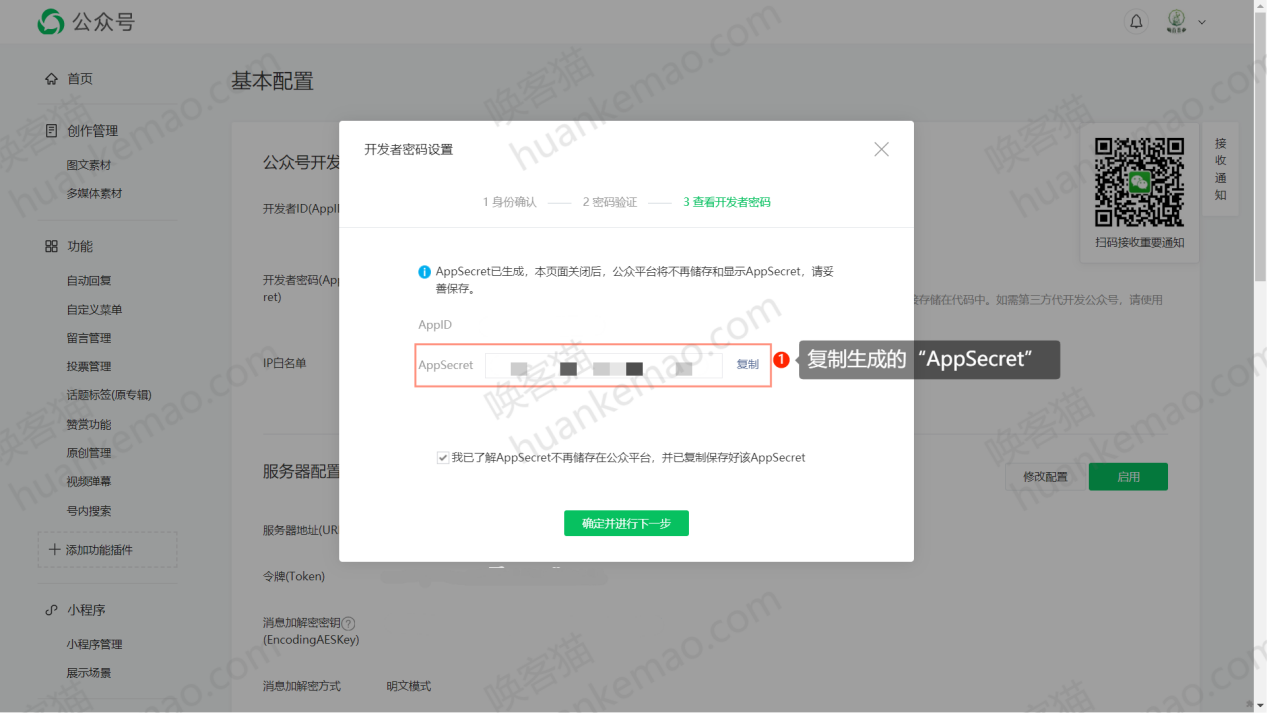 公众号
首页
基本配置
创作管理
图文素材
多媒体素材
功能
自动回复
自定义菜单
留言管理
投票管理
话题标签(原专辑)
赞赏功能
原创管理
视频弹幕
号内搜索
添加功能插件
小程序
小程序管理
展示场景
公众号开发
开发者ID(AppI
开发者密码(App
ret)
IP白名单
服务器配置
服务器地址(UR
令牌(Token)
消息加解密密钥?
(EncodingAESKey)
消息加解密方式 明文模式
开发者密码设置
1 身份确认
2 密码验证
3 查看开发者密码
AppSecret已生成，本页面关闭后，公众平台将不再储存和显示AppSecret，请妥
善保存。
AppID
AppSecret
复制
1 复制生成的“AppSecret”
我已了解AppSecret不再储存在公众平台，并已复制保存好该AppSecret
确定并进行下一步
扫码接收重要通知
接
收
通
知
存储在代码中。如需第三方代开发公众号，请使用
修改配置
启用
唤客猫
huankemao.com